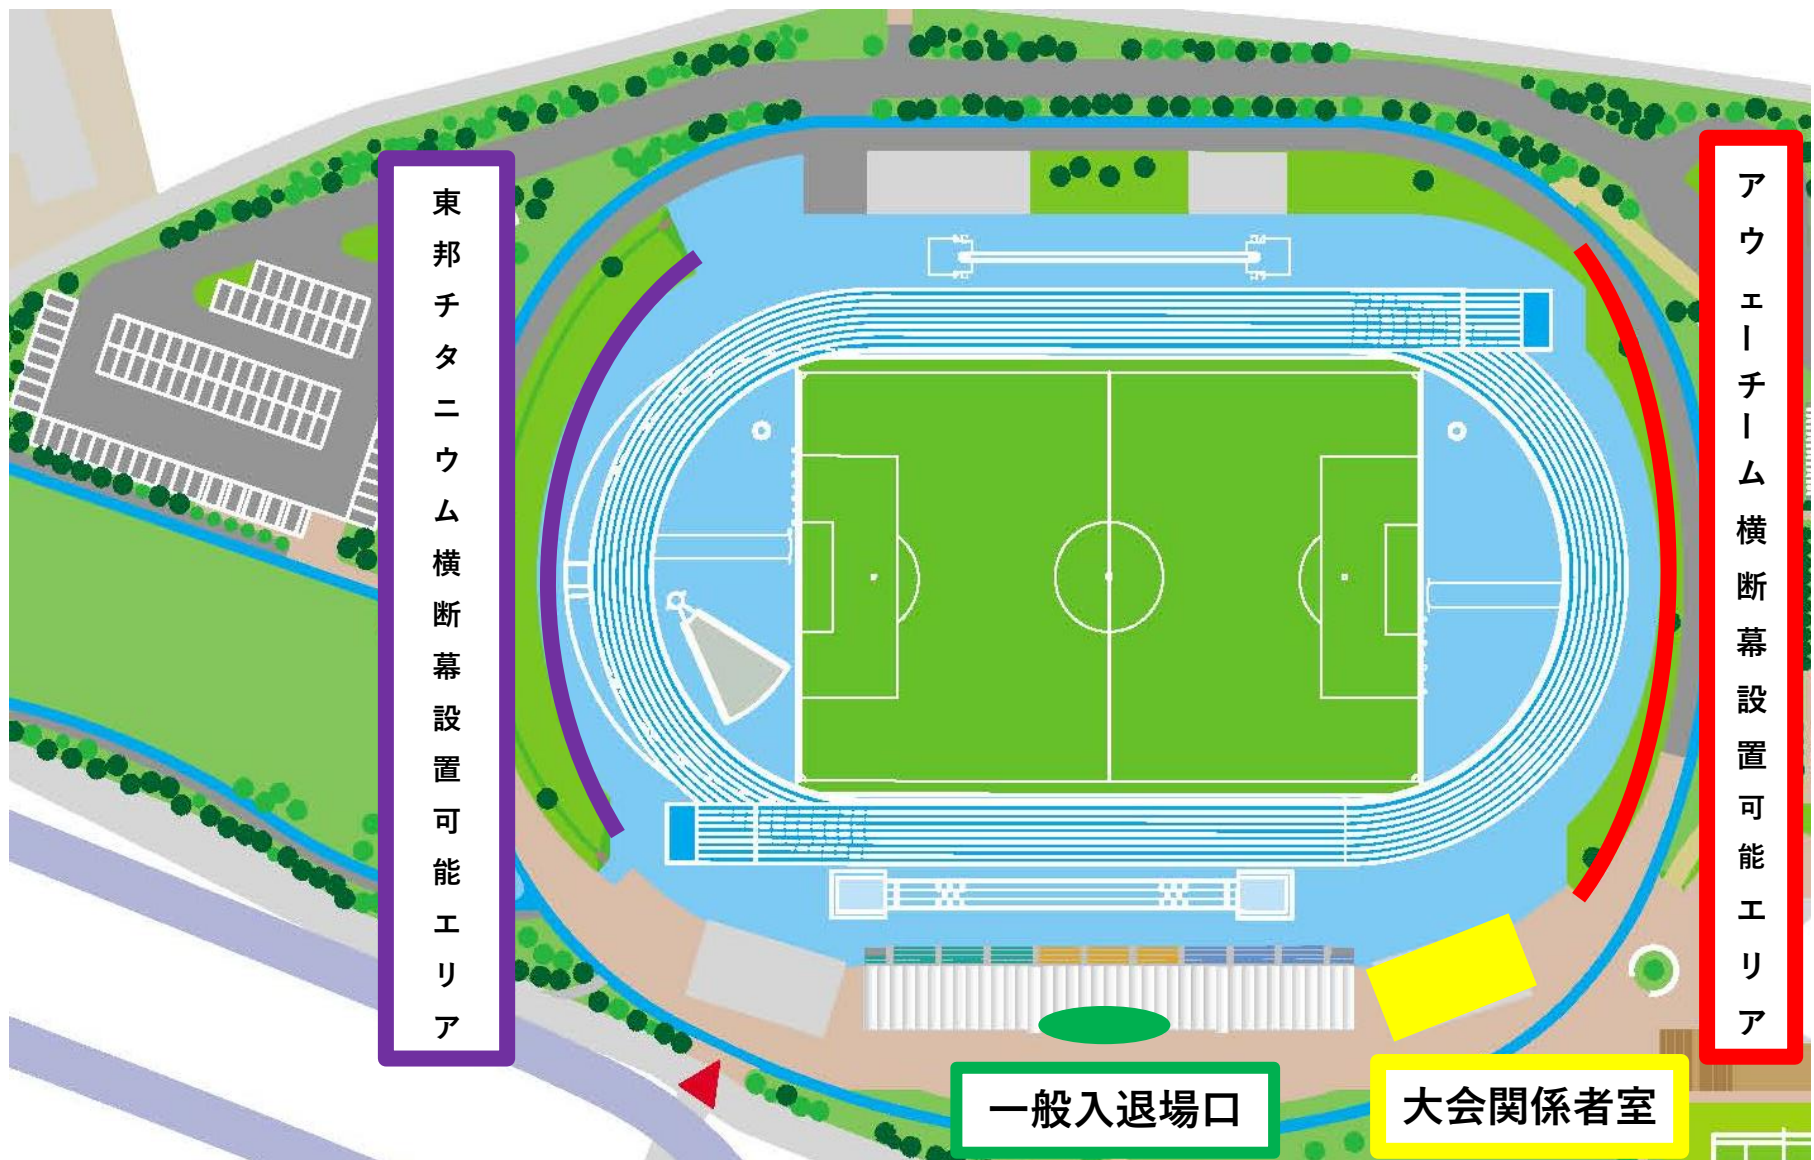 東邦チタニウム横断幕設置可能エリア
アウェーチーム横断幕設置可能エリア
一般入退場口
大会関係者室